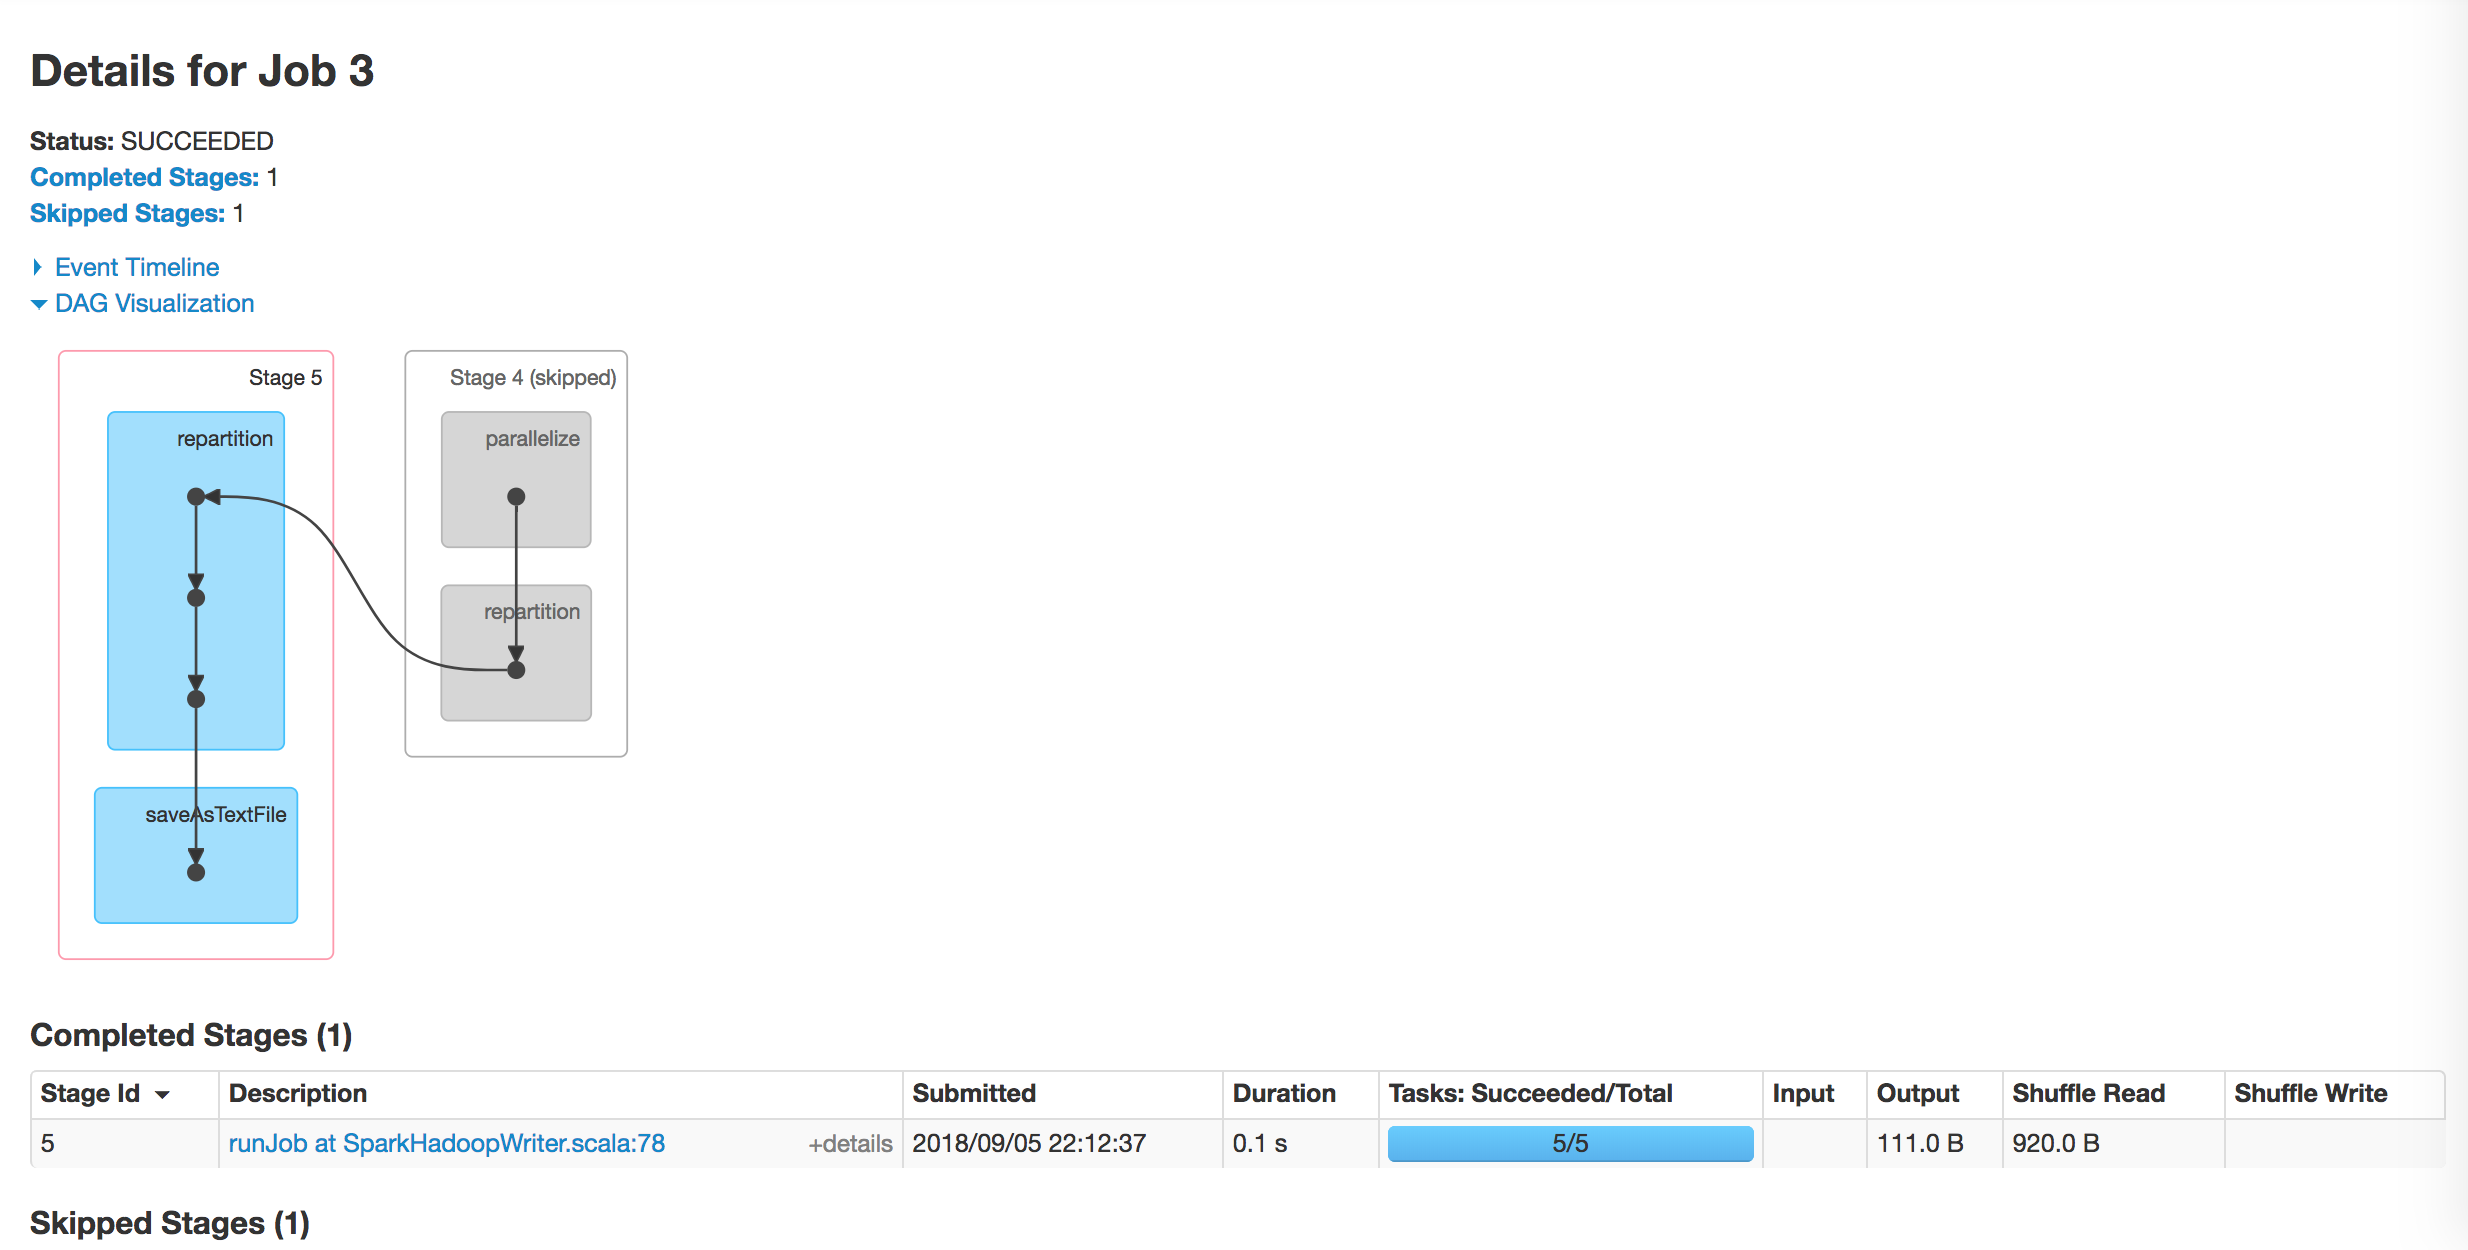 Details for Job 3
Status: SUCCEEDED
Completed Stages: 1
Skipped Stages: 1
Event Timeline
DAG Visualization
Stage 5
repartition
saveAsTextFile
Stage 4 (skipped)
parallelize
repartition
Completed Stages (1)
Stage Id Description Submitted Duration Tasks: Succeeded/Total Input Output Shuffle Read Shuffle Write
5 runJob at SparkHadoopWriter.scala:78 +details 2018/09/05 22:12:37 0.1 s 5/5 111.0 B 920.0 B
Skipped Stages (1)